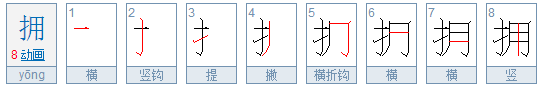 拥
8 动画
yōng
1 2 3 4 5 6 7 8
横 竖钩 提 撇 横折钩 横 横 竖